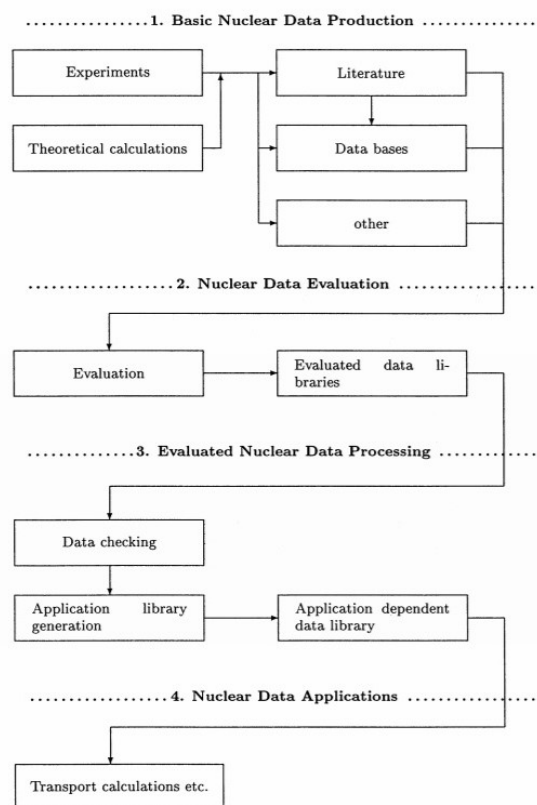 1. Basic Nuclear Data Production
Experiments
Literature
Theoretical calculations
Data bases
other
2. Nuclear Data Evaluation
Evaluation
Evaluated data li-
braries
3. Evaluated Nuclear Data Processing
Data checking
Application library
generation
Application dependent
data library
4. Nuclear Data Applications
Transport calculations etc.